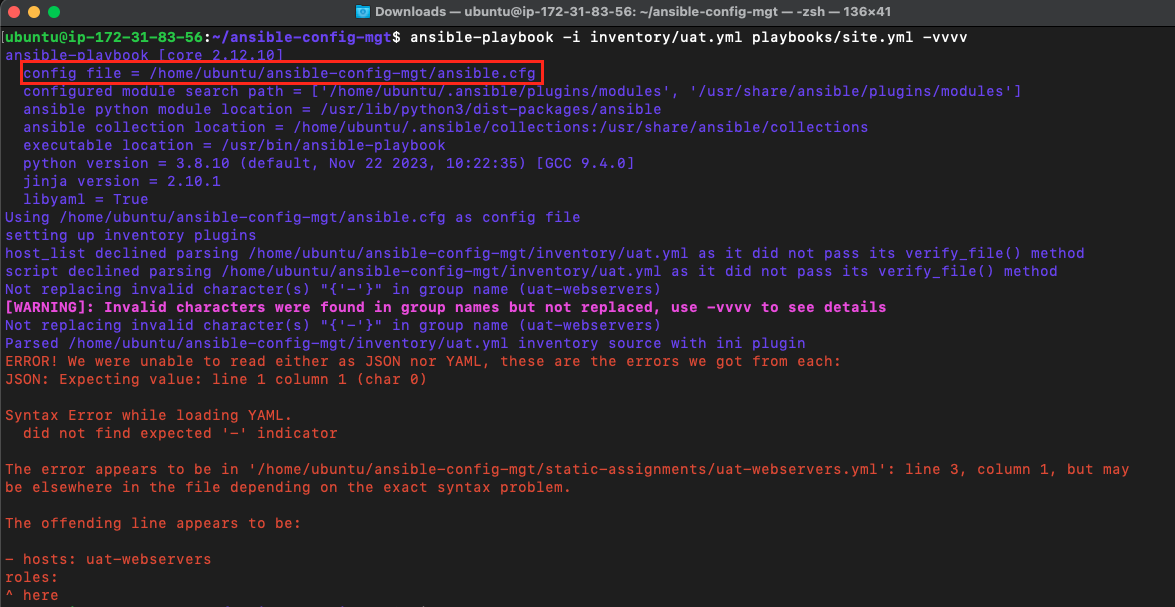 Downloads — ubuntu@ip-172-31-83-56: ~/ansible-config-mgt — -zsh — 136×41
[ubuntu@ip-172-31-83-56:~/ansible-config-mgt$ ansible-playbook -i inventory/uat.yml playbooks/site.yml -vvvv
ansible-playbook [core 2.12.10]
  config file = /home/ubuntu/ansible-config-mgt/ansible.cfg
  configured module search path = ['/home/ubuntu/.ansible/plugins/modules', '/usr/share/ansible/plugins/modules']
  ansible python module location = /usr/lib/python3/dist-packages/ansible
  ansible collection location = /home/ubuntu/.ansible/collections:/usr/share/ansible/collections
  executable location = /usr/bin/ansible-playbook
  python version = 3.8.10 (default, Nov 22 2023, 10:22:35) [GCC 9.4.0]
  jinja version = 2.10.1
  libyaml = True
Using /home/ubuntu/ansible-config-mgt/ansible.cfg as config file
setting up inventory plugins
host_list declined parsing /home/ubuntu/ansible-config-mgt/inventory/uat.yml as it did not pass its verify_file() method
script declined parsing /home/ubuntu/ansible-config-mgt/inventory/uat.yml as it did not pass its verify_file() method
Not replacing invalid character(s) "{'-'}" in group name (uat-webservers)
[WARNING]: Invalid characters were found in group names but not replaced, use -vvvv to see details
Not replacing invalid character(s) "{'-'}" in group name (uat-webservers)
Parsed /home/ubuntu/ansible-config-mgt/inventory/uat.yml inventory source with ini plugin
ERROR! We were unable to read either as JSON nor YAML, these are the errors we got from each:
JSON: Expecting value: line 1 column 1 (char 0)

Syntax Error while loading YAML.
  did not find expected '-' indicator

The error appears to be in '/home/ubuntu/ansible-config-mgt/static-assignments/uat-webservers.yml': line 3, column 1, but may
be elsewhere in the file depending on the exact syntax problem.

The offending line appears to be:

- hosts: uat-webservers
roles:
^ here